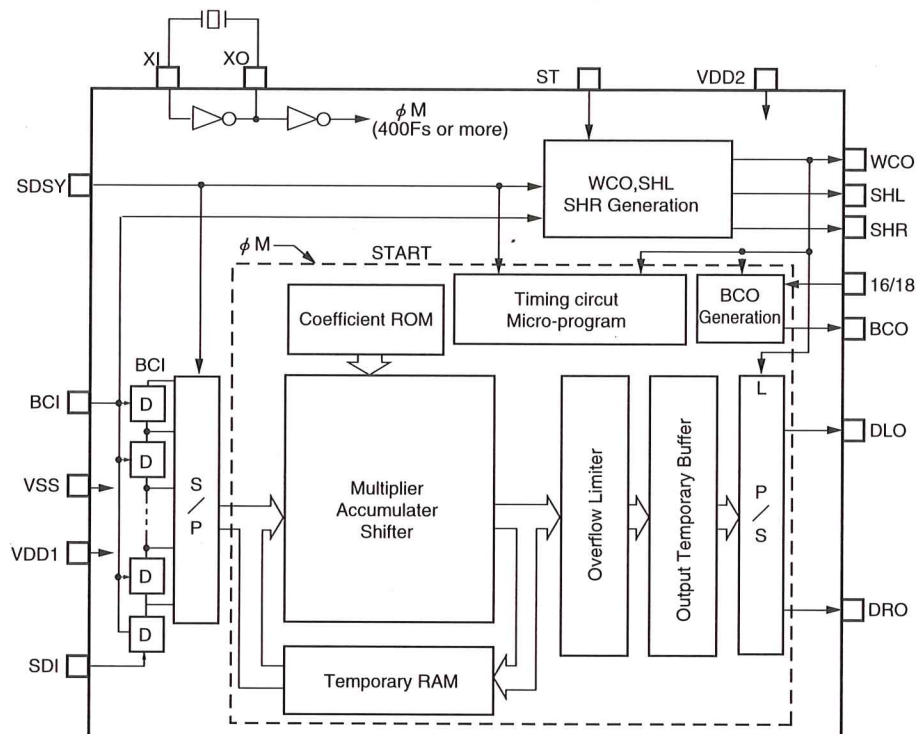 XI
XO
ST
VDD2
φM
(400Fs or more)
WCO
SDSY
WCO,SHL
SHR Generation
SHL
SHR
φM
START
16/18
Coefficient ROM
Timing circut
Micro-program
BCO
Generation
BCO
BCI
BCI
D
L
DLO
D
VSS
S
/
P
Multiplier
Accumulater
Shifter
Overflow Limiter
Output Temporary Buffer
P
/
S
VDD1
D
D
DRO
SDI
Temporary RAM